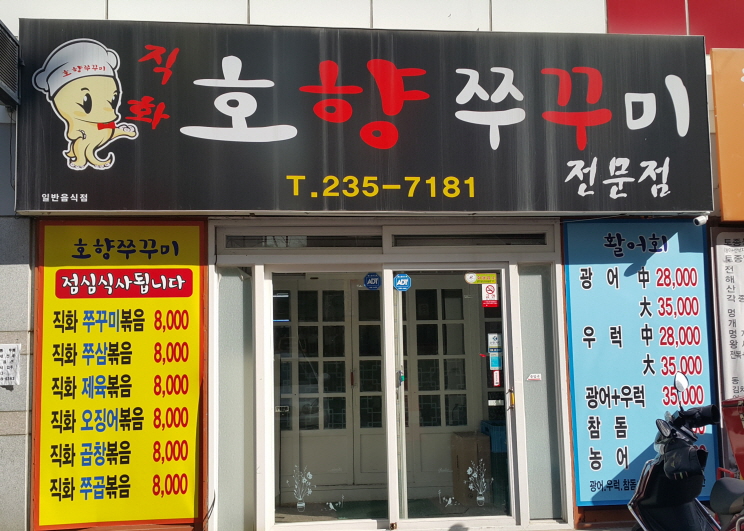 호향쭈꾸미
직화 호향쭈꾸미
전문점
T.235-7181
일반음식점
호향쭈꾸미
점심식사됩니다
직화 쭈꾸미볶음 8,000
직화 쭈삼볶음 8,000
직화 제육볶음 8,000
직화 오징어볶음 8,000
직화 곱창볶음 8,000
직화 쭈곱볶음 8,000
ADT
ADT
활어회
광어 中 28,000
大 35,000
우럭 中 28,000
大 35,000
광어+우럭 35,000
참돔
농어
광어,우럭,참돔